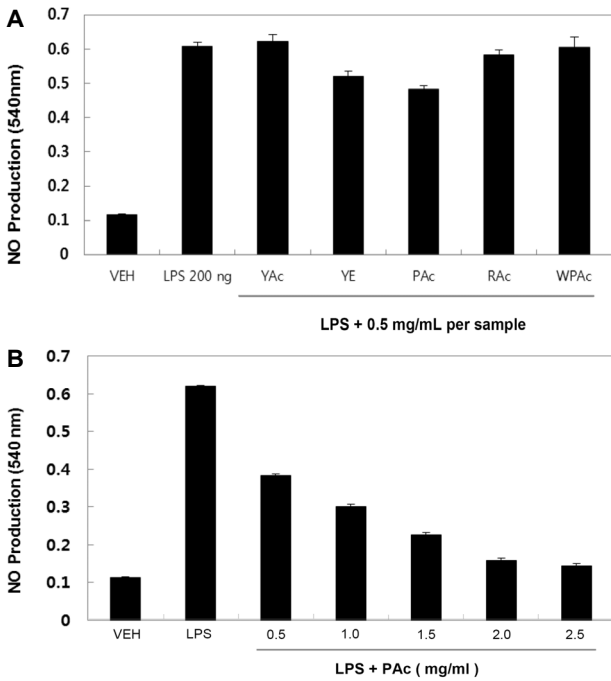 A
NO Production (540nm)
0.7
0.6
0.5
0.4
0.3
0.2
0.1
0
VEH LPS 200 ng YAc YE PAc RAc WPAc
LPS + 0.5 mg/mL per sample
B
NO Production (540 nm)
0.7
0.6
0.5
0.4
0.3
0.2
0.1
0
VEH LPS 0.5 1.0 1.5 2.0 2.5
LPS + PAc ( mg/ml )